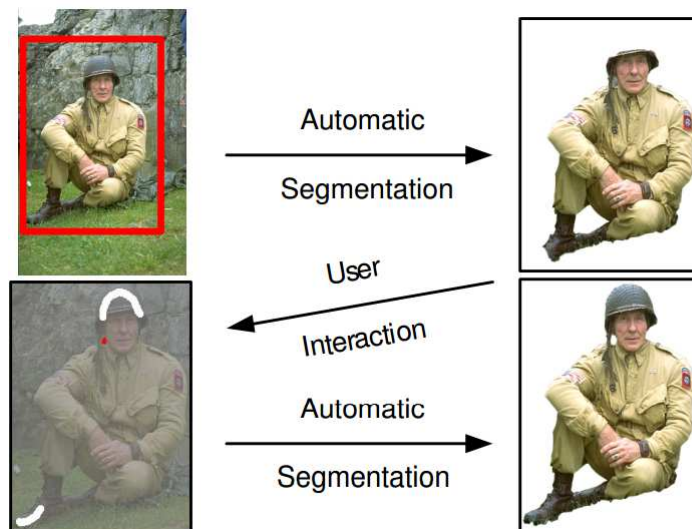 Automatic
Segmentation
User
Interaction
Automatic
Segmentation